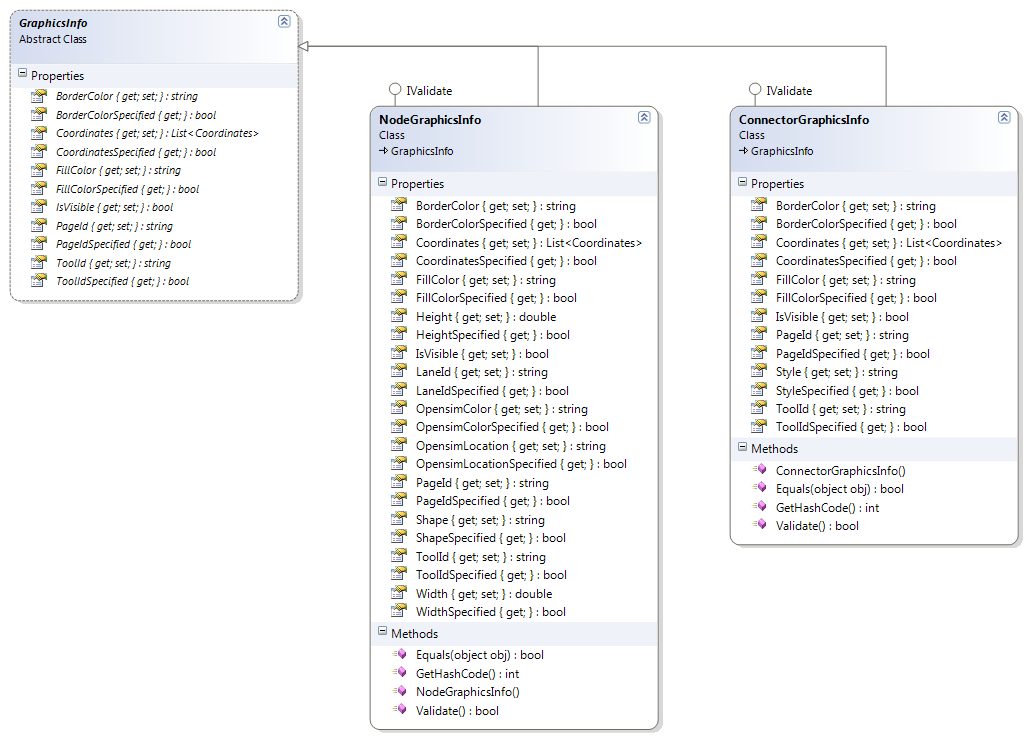 GraphicsInfo
Abstract Class
Properties
BorderColor { get; set; } : string
BorderColorSpecified { get; } : bool
Coordinates { get; set; } : List<Coordinates>
CoordinatesSpecified { get; } : bool
FillColor { get; set; } : string
FillColorSpecified { get; } : bool
IsVisible { get; set; } : bool
PageId { get; set; } : string
PageIdSpecified { get; } : bool
ToolId { get; set; } : string
ToolIdSpecified { get; } : bool
IValidate
NodeGraphicsInfo
Class
GraphicsInfo
Properties
BorderColor { get; set; } : string
BorderColorSpecified { get; } : bool
Coordinates { get; set; } : List<Coordinates>
CoordinatesSpecified { get; } : bool
FillColor { get; set; } : string
FillColorSpecified { get; } : bool
Height { get; set; } : double
HeightSpecified { get; } : bool
IsVisible { get; set; } : bool
LaneId { get; set; } : string
LaneIdSpecified { get; } : bool
OpensimColor { get; set; } : string
OpensimColorSpecified { get; } : bool
OpensimLocation { get; set; } : string
OpensimLocationSpecified { get; } : bool
PageId { get; set; } : string
PageIdSpecified { get; } : bool
Shape { get; set; } : string
ShapeSpecified { get; } : bool
ToolId { get; set; } : string
ToolIdSpecified { get; } : bool
Width { get; set; } : double
WidthSpecified { get; } : bool
Methods
Equals(object obj) : bool
GetHashCode() : int
NodeGraphicsInfo()
Validate() : bool
IValidate
ConnectorGraphicsInfo
Class
GraphicsInfo
Properties
BorderColor { get; set; } : string
BorderColorSpecified { get; } : bool
Coordinates { get; set; } : List<Coordinates>
CoordinatesSpecified { get; } : bool
FillColor { get; set; } : string
FillColorSpecified { get; } : bool
IsVisible { get; set; } : bool
PageId { get; set; } : string
PageIdSpecified { get; } : bool
Style { get; set; } : string
StyleSpecified { get; } : bool
ToolId { get; set; } : string
ToolIdSpecified { get; } : bool
Methods
ConnectorGraphicsInfo()
Equals(object obj) : bool
GetHashCode() : int
Validate() : bool